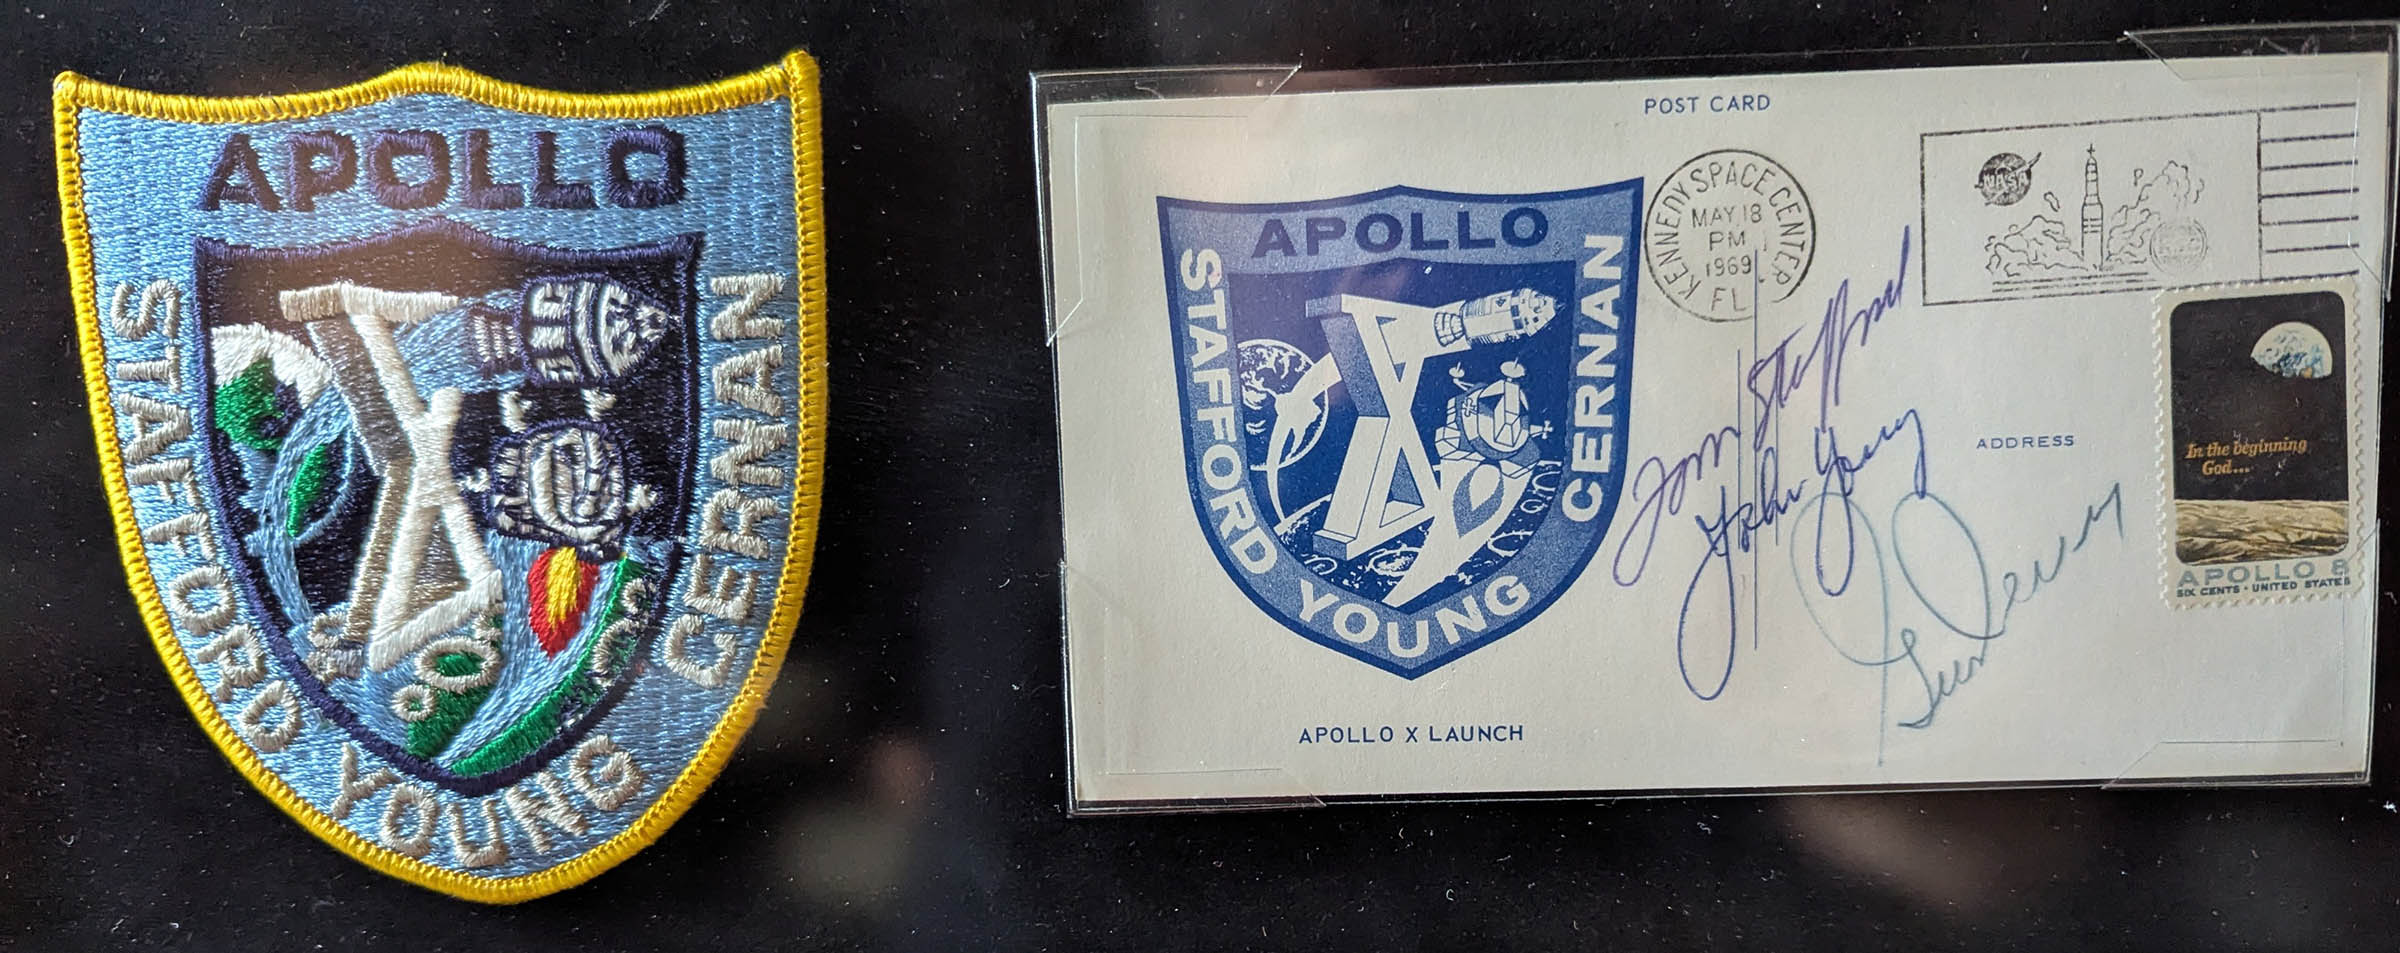 APOLLO
STAFFORD
YOUNG
CERNAN
POST CARD
APOLLO
STAFFORD
YOUNG
CERNAN
APOLLO X LAUNCH
KENNEDY SPACE CENTER
MAY 18
PM
1969
FL
NASA
Tom Stafford
John Young
Gene Cernan
ADDRESS
In the beginning
God...
APOLLO 8
SIX CENTS · UNITED STATES